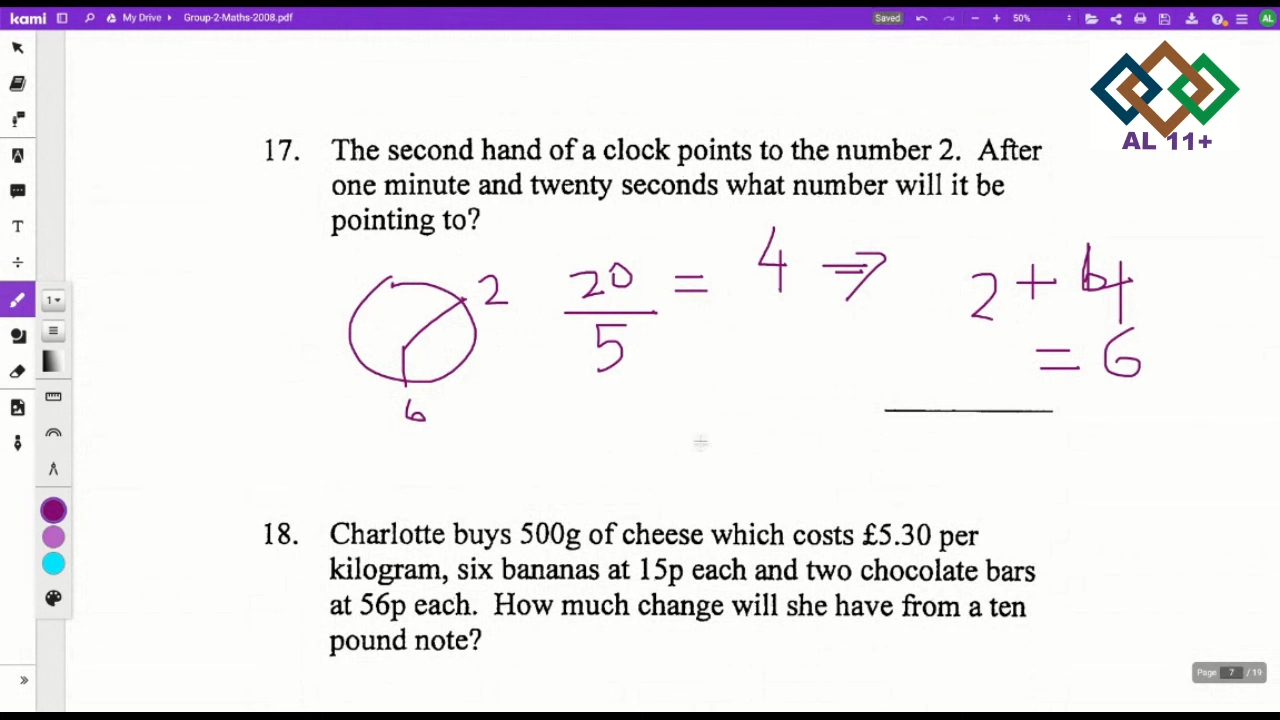 kami My Drive Group-2-Maths-2008.pdf Saved 50% AL
AL 11+
17. The second hand of a clock points to the number 2. After
one minute and twenty seconds what number will it be
pointing to?
2 20/5 = 4 ⇒ 2 + 4
= 6
6
18. Charlotte buys 500g of cheese which costs £5.30 per
kilogram, six bananas at 15p each and two chocolate bars
at 56p each. How much change will she have from a ten
pound note?
T
1
Page 7 / 19